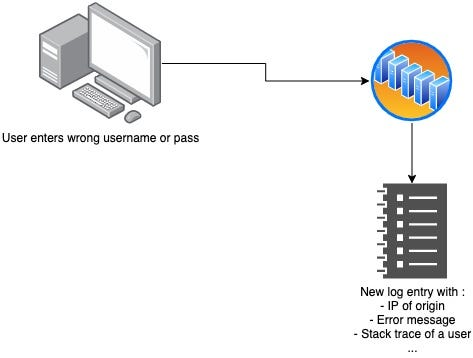 User enters wrong username or pass
New log entry with :
- IP of origin
- Error message
- Stack trace of a user
...